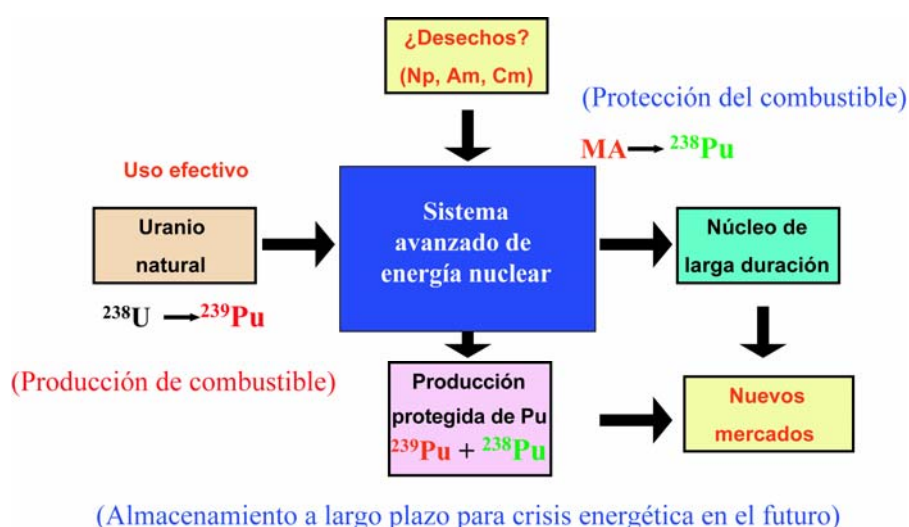 ¿Desechos?
(Np, Am, Cm)
(Protección del combustible)
MA → ²³⁸Pu
Uso efectivo
Uranio
natural
Sistema
avanzado de
energía nuclear
Núcleo de
larga duración
²³⁸U → ²³⁹Pu
(Producción de combustible)
Producción
protegida de Pu
²³⁹Pu + ²³⁸Pu
Nuevos
mercados
(Almacenamiento a largo plazo para crisis energética en el futuro)